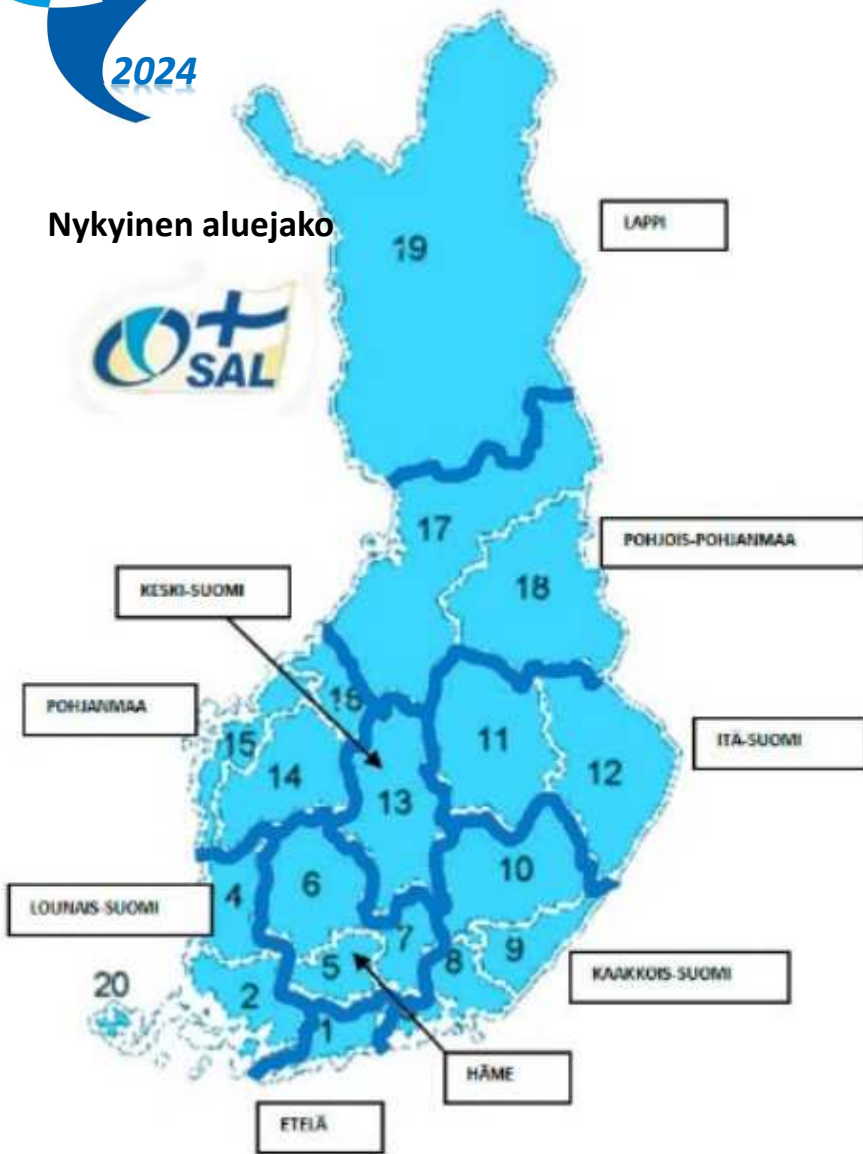 2024
Nykyinen aluejako
SAL
LAPPI
19
17
POHJOIS-POHJANMAA
KESKI-SUOMI
18
POHJANMAA
16
15
11
ITÄ-SUOMI
14
13
12
6
10
LOUNAIS-SUOMI
4
7
5
8
9
KAAKKOIS-SUOMI
20
2
1
HÄME
ETELÄ